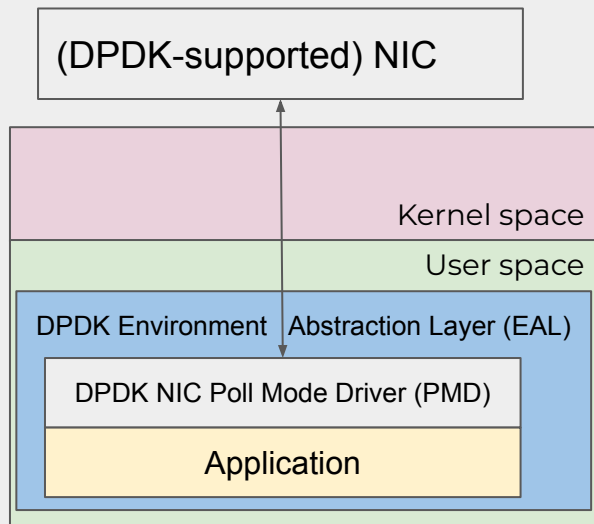 (DPDK-supported) NIC
Kernel space
User space
DPDK Environment Abstraction Layer (EAL)
DPDK NIC Poll Mode Driver (PMD)
Application